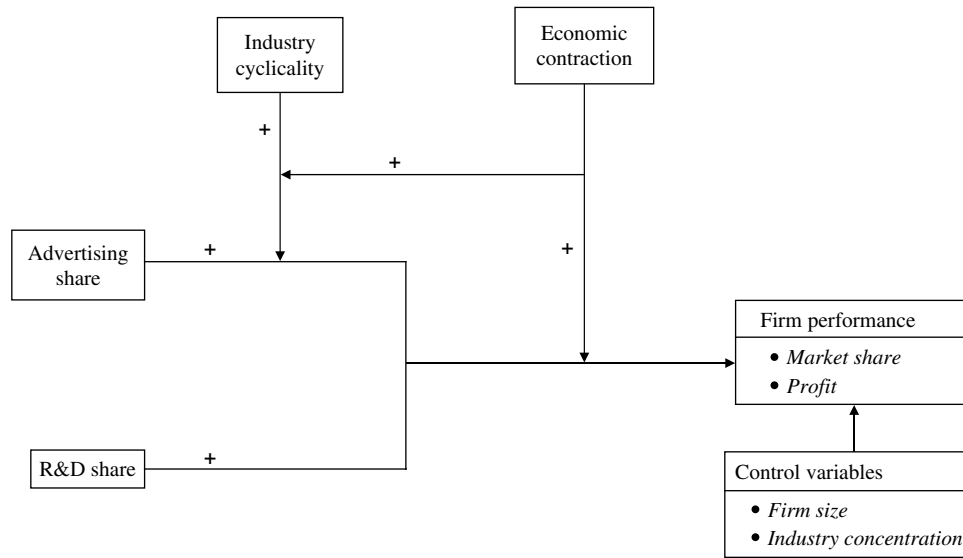 Industry
cyclicality
Economic
contraction
+
+
Advertising
share
+
+
Firm performance
• Market share
• Profit
R&D share
+
Control variables
• Firm size
• Industry concentration